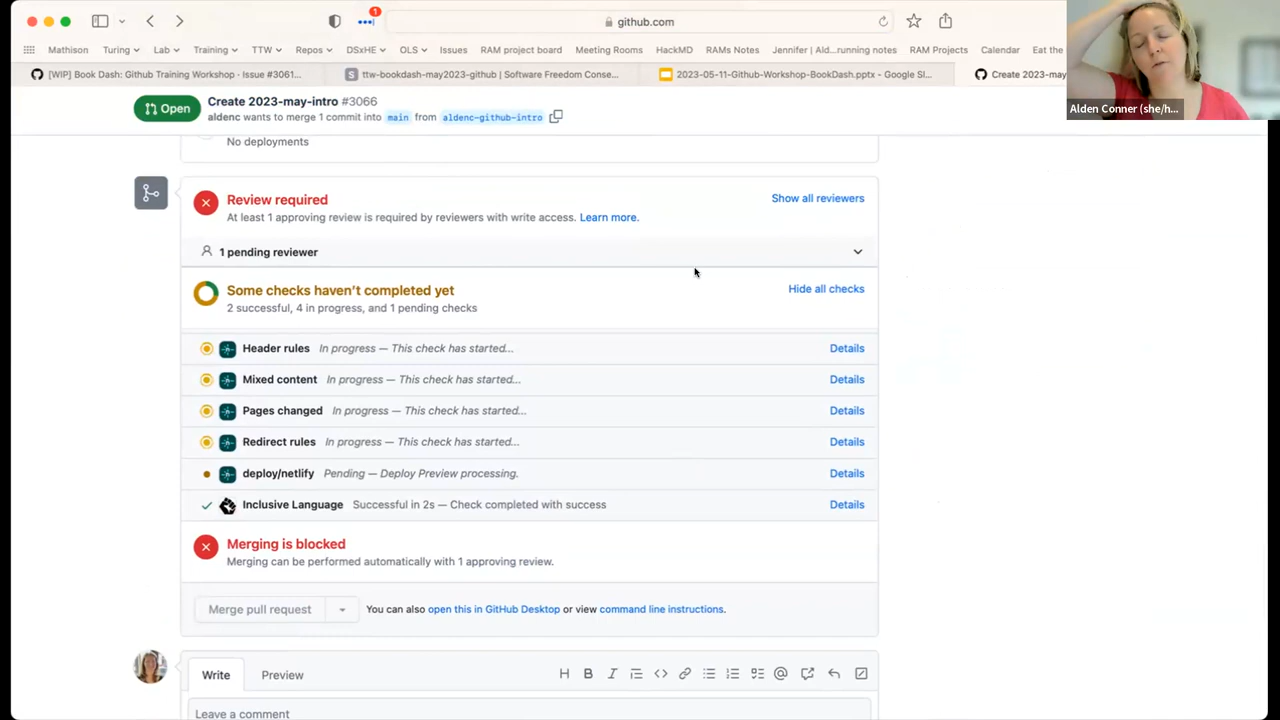 1
github.com
Mathison Turing Lab Training TTW Repos DSxHE OLS Issues RAM project board Meeting Rooms HackMD RAMs Notes Jennifer | Ald...running notes RAM Projects Calendar Eat the
[WIP] Book Dash: Github Training Workshop · Issue #3061... ttw-bookdash-may2023-github | Software Freedom Conse... 2023-05-11-Github-Workshop-BookDash.pptx - Google Sl... Create 2023-may
Alden Conner (she/h...
Open
Create 2023-may-intro #3066
aldenc wants to merge 1 commit into main from aldenc-github-intro
No deployments
Review required
Show all reviewers
At least 1 approving review is required by reviewers with write access. Learn more.
1 pending reviewer
Some checks haven't completed yet
Hide all checks
2 successful, 4 in progress, and 1 pending checks
Header rules In progress — This check has started... Details
Mixed content In progress — This check has started... Details
Pages changed In progress — This check has started... Details
Redirect rules In progress — This check has started... Details
deploy/netlify Pending — Deploy Preview processing. Details
Inclusive Language Successful in 2s — Check completed with success Details
Merging is blocked
Merging can be performed automatically with 1 approving review.
Merge pull request You can also open this in GitHub Desktop or view command line instructions.
Write Preview
Leave a comment